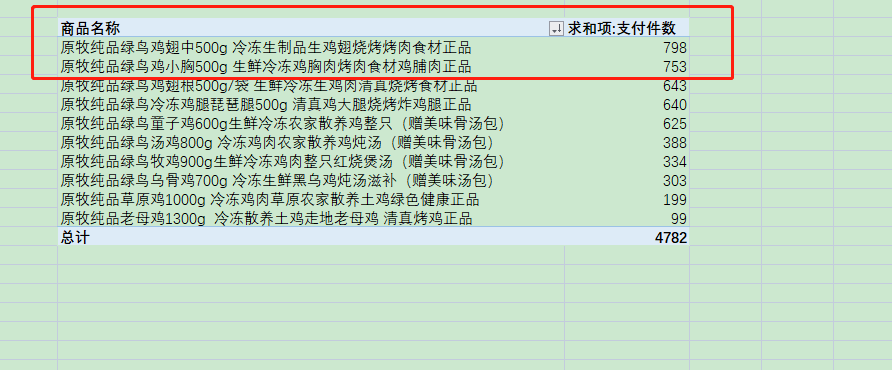 商品名称 求和项:支付件数
原牧纯品绿鸟鸡翅中500g 冷冻生制品生鸡翅烧烤烤肉食材正品 798
原牧纯品绿鸟鸡小胸500g 生鲜冷冻鸡胸肉烤肉食材鸡脯肉正品 753
原牧纯品绿鸟鸡翅根500g/袋 生鲜冷冻生鸡肉清真烧烤食材正品 643
原牧纯品绿鸟冷冻鸡腿琵琶腿500g 清真鸡大腿烧烤炸鸡腿正品 640
原牧纯品绿鸟童子鸡600g生鲜冷冻农家散养鸡整只（赠美味骨汤包） 625
原牧纯品绿鸟汤鸡800g 冷冻鸡肉农家散养鸡炖汤（赠美味骨汤包） 388
原牧纯品绿鸟牧鸡900g生鲜冷冻鸡肉整只红烧煲汤（赠美味骨汤包） 334
原牧纯品绿鸟乌骨鸡700g 冷冻生鲜黑乌鸡炖汤滋补（赠美味汤包） 303
原牧纯品草原鸡1000g 冷冻鸡肉草原农家散养土鸡绿色健康正品 199
原牧纯品老母鸡1300g  冷冻散养土鸡走地老母鸡 清真烤鸡正品 99
总计 4782